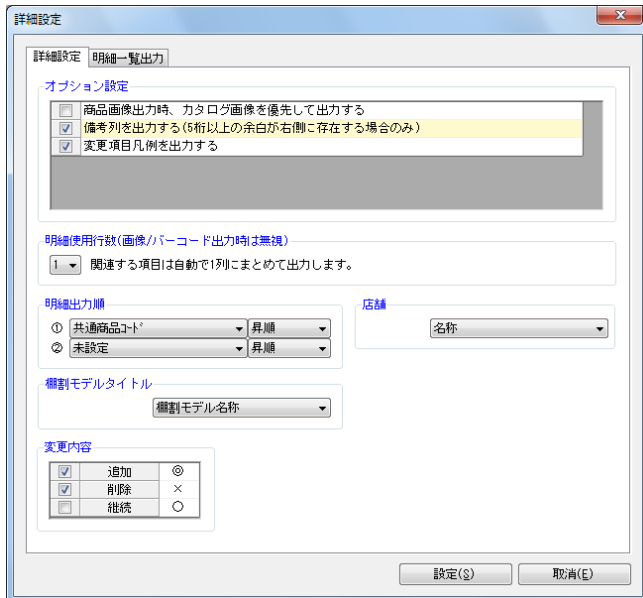 詳細設定
詳細設定 明細一覧出力
オプション設定
商品画像出力時、カタログ画像を優先して出力する
備考列を出力する(5桁以上の余白が右側に存在する場合のみ)
変更項目凡例を出力する
明細使用行数(画像/バーコード出力時は無視)
1 関連する項目は自動で1列にまとめて出力します。
明細出力順
① 共通商品ｺｰﾄﾞ 昇順
② 未設定 昇順
店舗
名称
棚割モデルタイトル
棚割モデル名称
変更内容
追加 ◎
削除 ×
継続 ○
設定(S) 取消(E)